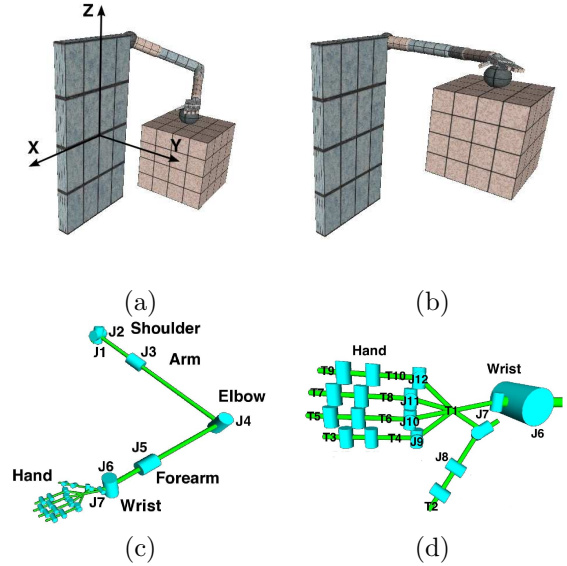 Z
X
Y
(a)
(b)
J2 Shoulder
J1
J3
Arm
Elbow
J4
J5
J6
Forearm
Hand
J7
Wrist
(c)
Hand
Wrist
T9
T10
J12
T7
T8
J11
T1
J7
J6
T5
T6
J10
T3
T4
J9
J8
T2
(d)